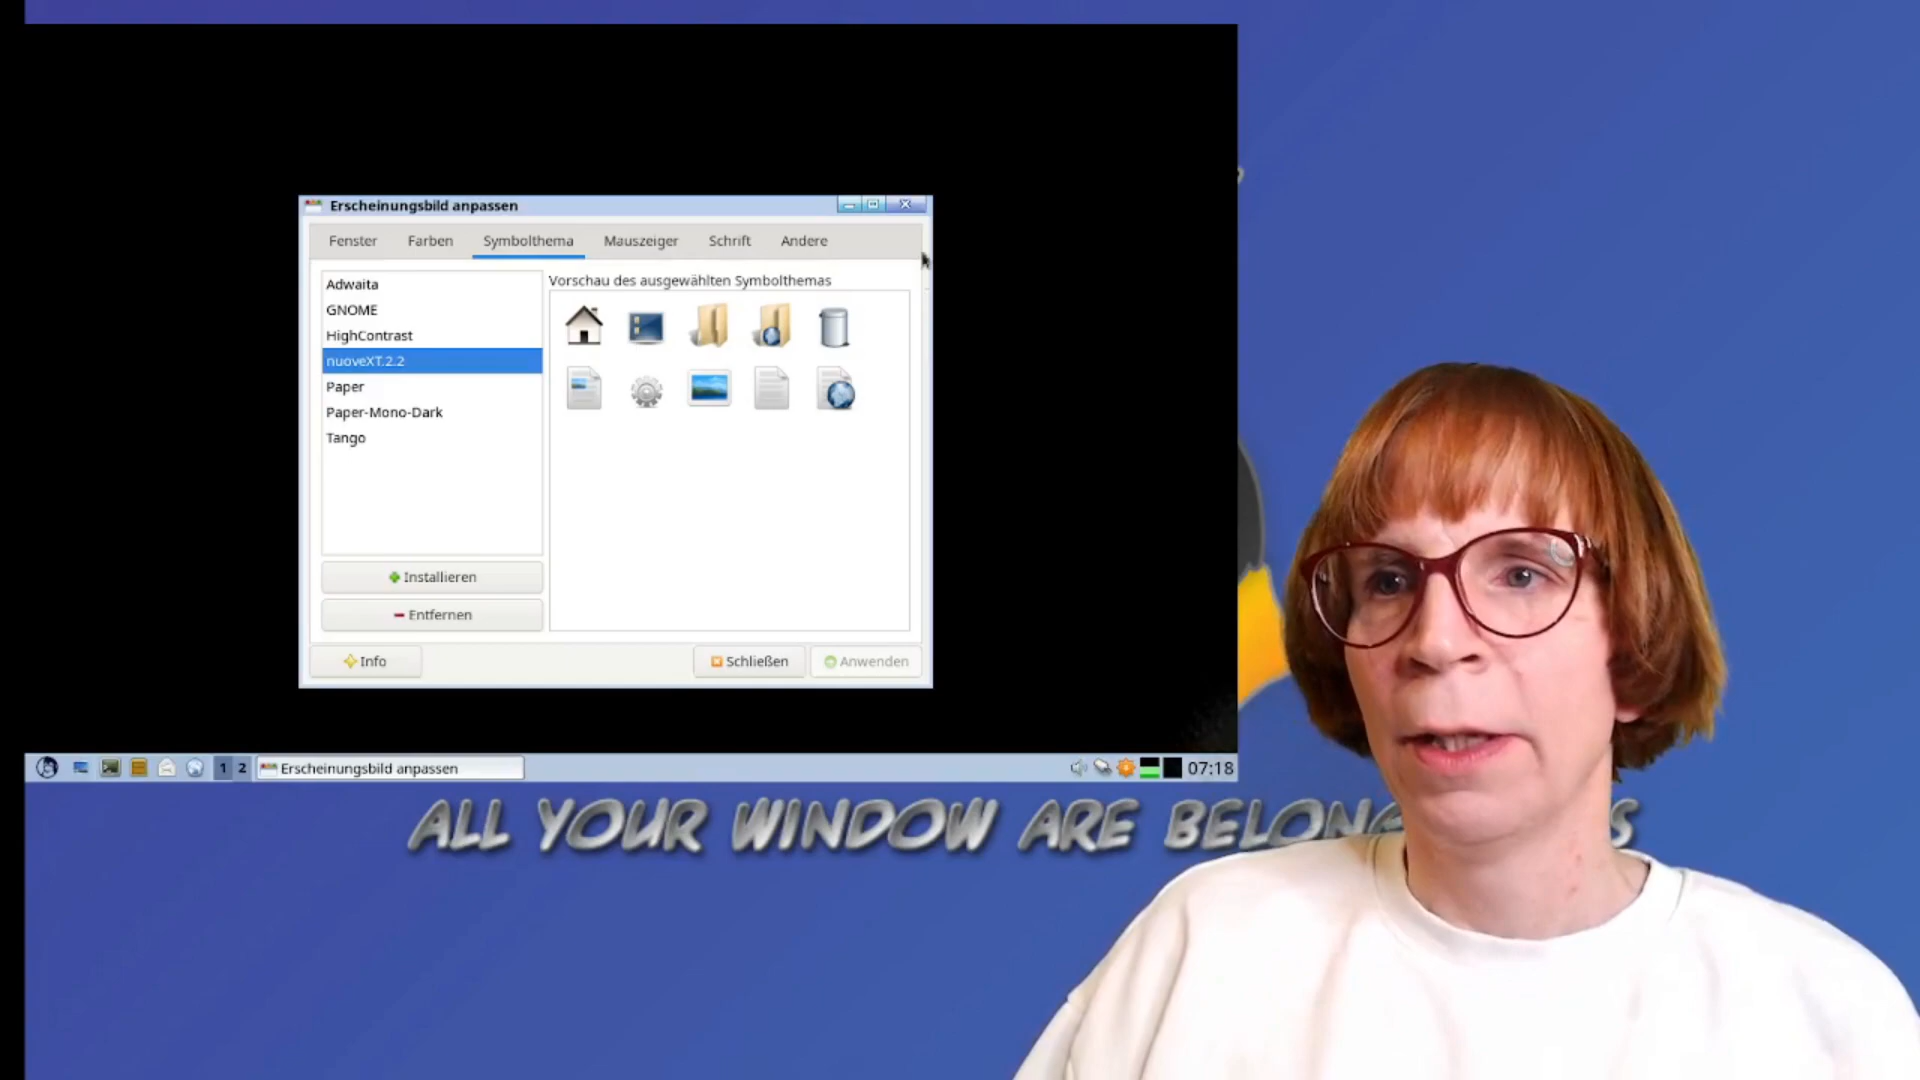 Erscheinungsbild anpassen
Fenster Farben Symbolthema Mauszeiger Schrift Andere
Adwaita
GNOME
HighContrast
nuoveXT.2.2
Paper
Paper-Mono-Dark
Tango
Vorschau des ausgewählten Symbolthemas
Installieren
Entfernen
Info
Schließen
Anwenden
1 2
Erscheinungsbild anpassen
07:18
ALL YOUR WINDOW ARE BELONG